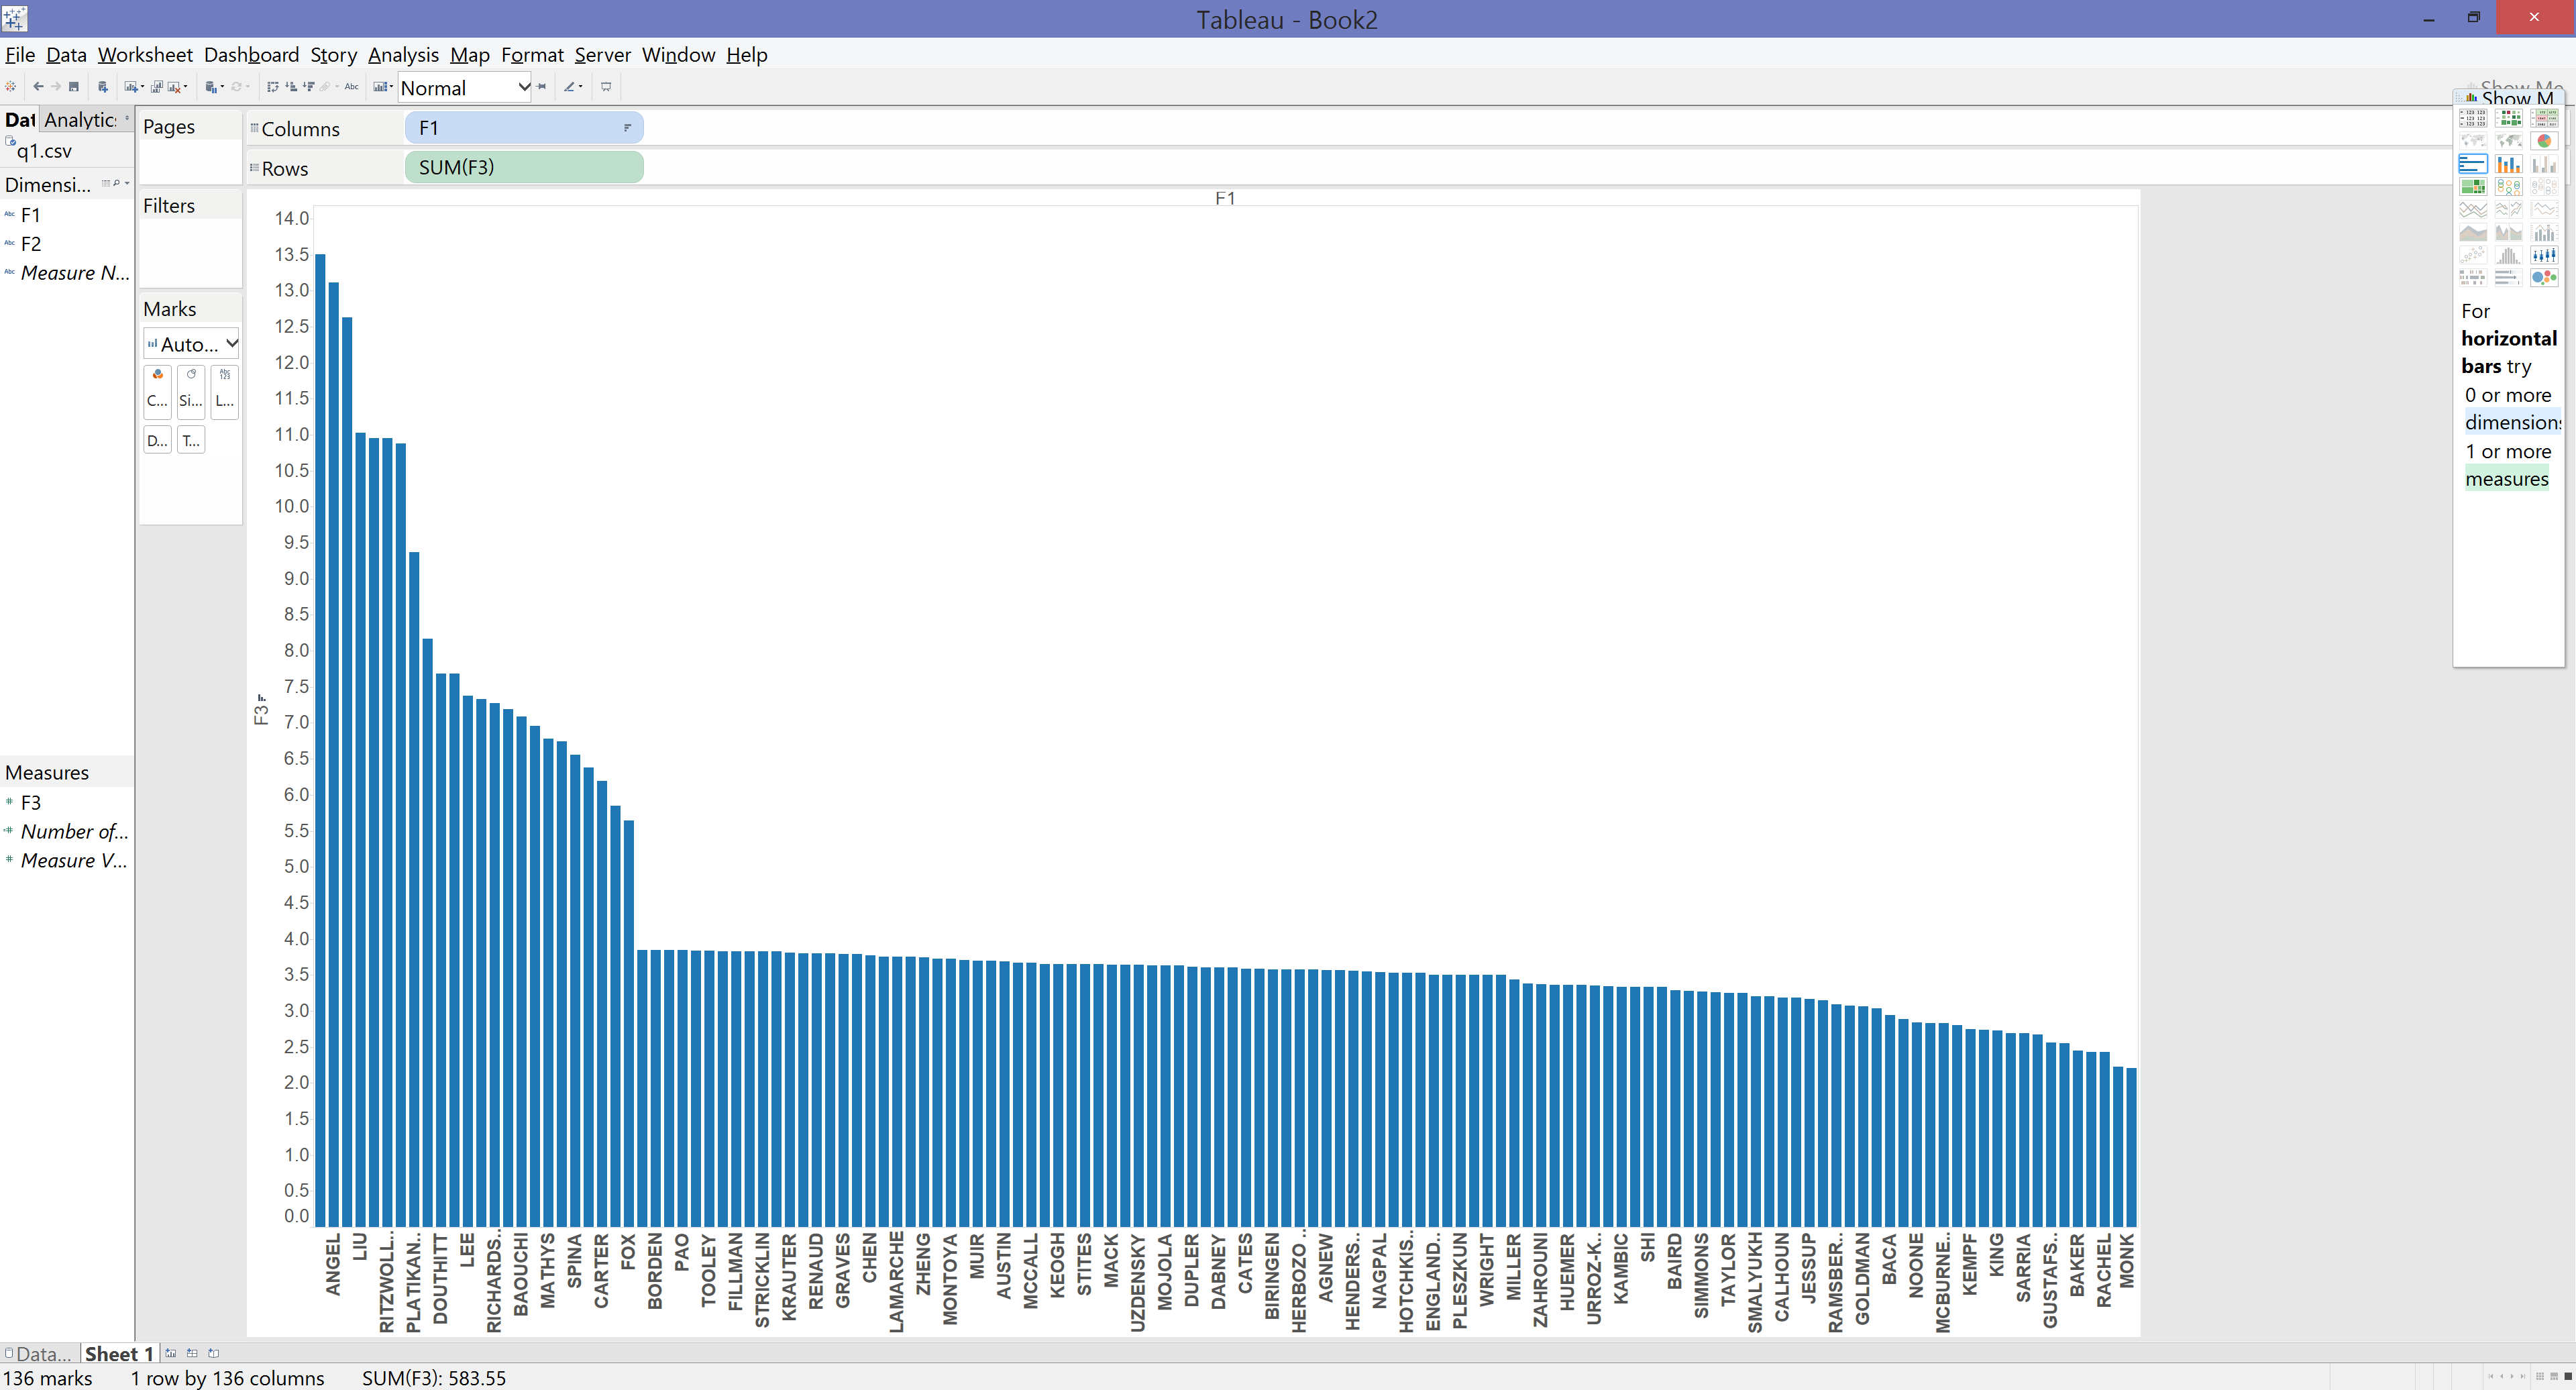 Tableau - Book2
File Data Worksheet Dashboard Story Analysis Map Format Server Window Help
Abc
Normal
Show Me
Show M
Dat
Analytic
q1.csv
Dimensi...
Abc F1
Abc F2
Abc Measure N...
Measures
F3
Number of...
Measure V...
Pages
Filters
Marks
Auto...
C...
Si...
Abc 123
L...
D...
T...
Columns
F1
Rows
SUM(F3)
F1
14.0
13.5
13.0
12.5
12.0
11.5
11.0
10.5
10.0
9.5
9.0
8.5
8.0
7.5
7.0
6.5
6.0
5.5
5.0
4.5
4.0
3.5
3.0
2.5
2.0
1.5
1.0
0.5
0.0
F3
ANGEL
LIU
RITZWOLL..
PLATIKAN..
DOUTHITT
LEE
RICHARDS..
BAOUCHI
MATHYS
SPINA
CARTER
FOX
BORDEN
PAO
TOOLEY
FILLMAN
STRICKLIN
KRAUTER
RENAUD
GRAVES
CHEN
LAMARCHE
ZHENG
MONTOYA
MUIR
AUSTIN
MCCALL
KEOGH
STITES
MACK
UZDENSKY
MOJOLA
DUPLER
DABNEY
CATES
BIRINGEN
HERBOZO ..
AGNEW
HENDERS..
NAGPAL
HOTCHKIS..
ENGLAND..
PLESZKUN
WRIGHT
MILLER
ZAHROUNI
HUEMER
URROZ-K..
KAMBIC
SHI
BAIRD
SIMMONS
TAYLOR
SMALYUKH
CALHOUN
JESSUP
RAMSBER..
GOLDMAN
BACA
NOONE
MCBURNE..
KEMPF
KING
SARRIA
GUSTAFS..
BAKER
RACHEL
MONK
For
horizontal
bars try
0 or more
dimensions
1 or more
measures
Data...
Sheet 1
136 marks
1 row by 136 columns
SUM(F3): 583.55